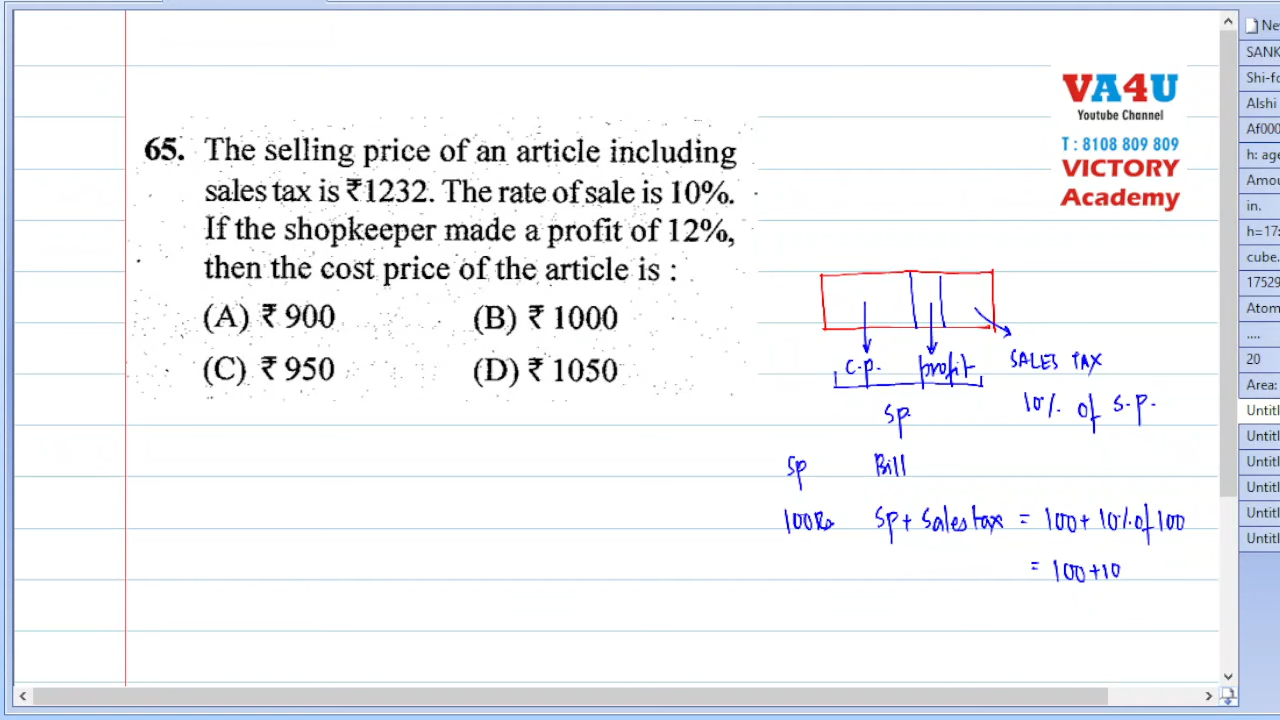 VA4U
Youtube Channel
T : 8108 809 809
VICTORY
Academy
65. The selling price of an article including
sales tax is ₹1232. The rate of sale is 10%.
If the shopkeeper made a profit of 12%,
then the cost price of the article is :
(A) ₹ 900 (B) ₹ 1000
(C) ₹ 950 (D) ₹ 1050
C.P. profit SALES TAX
SP 10% of S.P.
SP Bill
100Rs SP + Sales tax = 100 + 10% of 100
= 100 + 10
Ne
SANK
Shi-fo
Alshi
Af000
h: age
Amou
in.
h=17:
cube.
17529
Atom
....
20
Area:
Untitl
Untitl
Untitl
Untitl
Untitl
Untitl